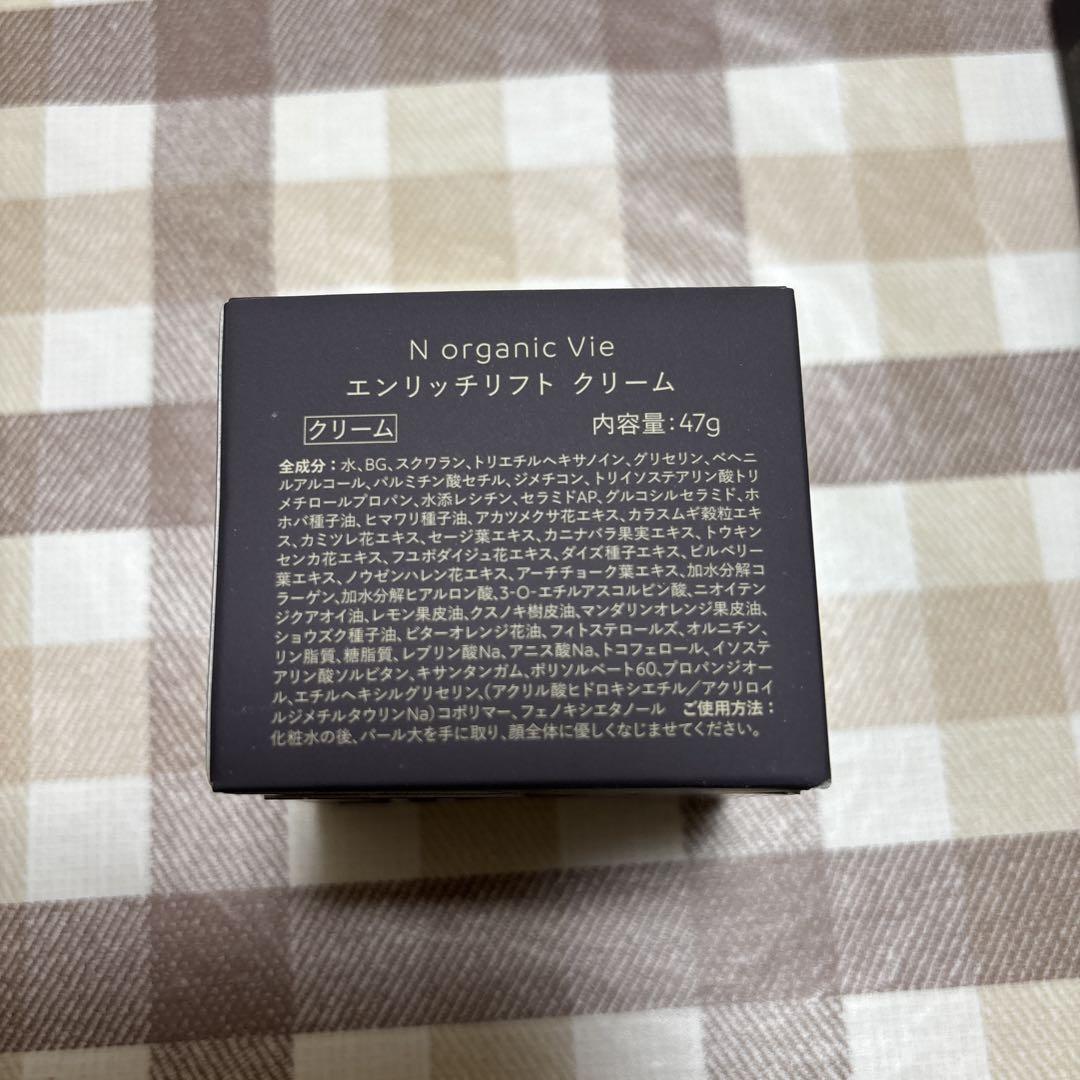 N organic Vie
エンリッチリフト クリーム
クリーム 内容量:47g
全成分:水、BG、スクワラン、トリエチルヘキサノイン、グリセリン、ベヘニ
ルアルコール、パルミチン酸セチル、ジメチコン、トリイソステアリン酸トリ
メチロールプロパン、水添レシチン、セラミドAP、グルコシルセラミド、ホ
ホバ種子油、ヒマワリ種子油、アカツメクサ花エキス、カラスムギ穀粒エキ
ス、カミツレ花エキス、セージ葉エキス、カニナバラ果実エキス、トウキン
センカ花エキス、フユボダイジュ花エキス、ダイズ種子エキス、ビルベリー
葉エキス、ノウゼンハレン花エキス、アーチチョーク葉エキス、加水分解コ
ラーゲン、加水分解ヒアルロン酸、3-O-エチルアスコルビン酸、ニオイテン
ジクアオイ油、レモン果皮油、クスノキ樹皮油、マンダリンオレンジ果皮油、
ショウズク種子油、ビターオレンジ花油、フィトステロールズ、オルニチン、
リン脂質、糖脂質、レブリン酸Na、アニス酸Na、トコフェロール、イソステ
アリン酸ソルビタン、キサンタンガム、ポリソルベート60、プロパンジオー
ル、エチルヘキシルグリセリン、(アクリル酸ヒドロキシエチル/アクリロイ
ルジメチルタウリンNa)コポリマー、フェノキシエタノール ご使用方法:
化粧水の後、パール大を手に取り、顔全体に優しくなじませてください。